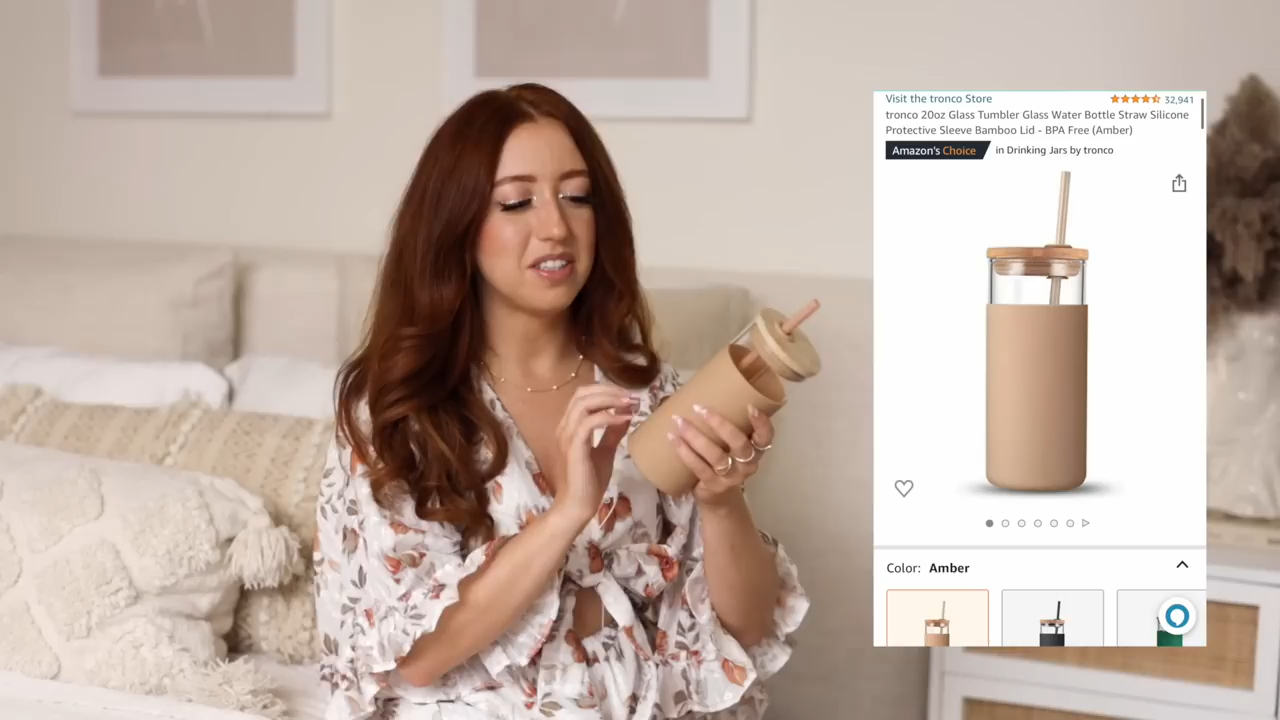 Visit the tronco Store
32,941
tronco 20oz Glass Tumbler Glass Water Bottle Straw Silicone
Protective Sleeve Bamboo Lid - BPA Free (Amber)
Amazon's Choice in Drinking Jars by tronco
Color: Amber